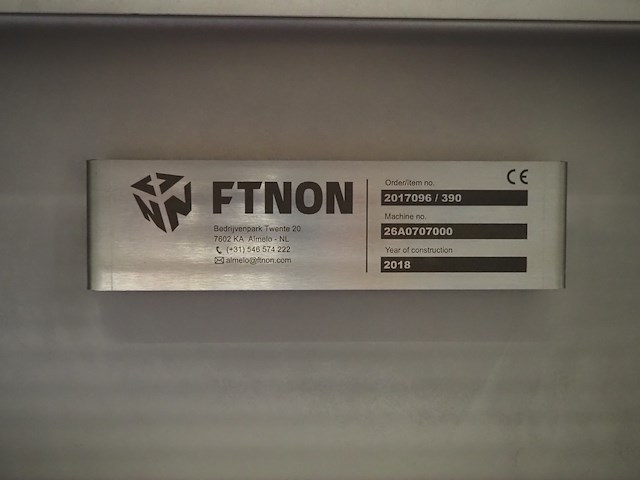 FTNON
Bedrijvenpark Twente 20
7602 KA Almelo - NL
(+31) 546 574 222
almelo@ftnon.com
CE
Order/Item no.
2017096 / 390
Machine no.
26A0707000
Year of construction
2018